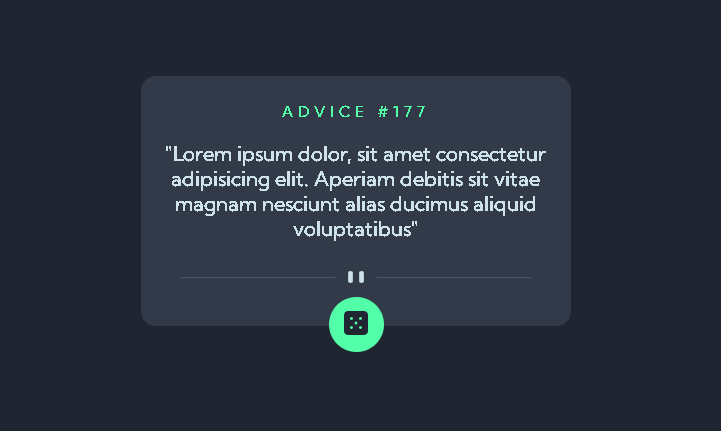 ADVICE #177
"Lorem ipsum dolor, sit amet consectetur
adipisicing elit. Aperiam debitis sit vitae
magnam nesciunt alias ducimus aliquid
voluptatibus"